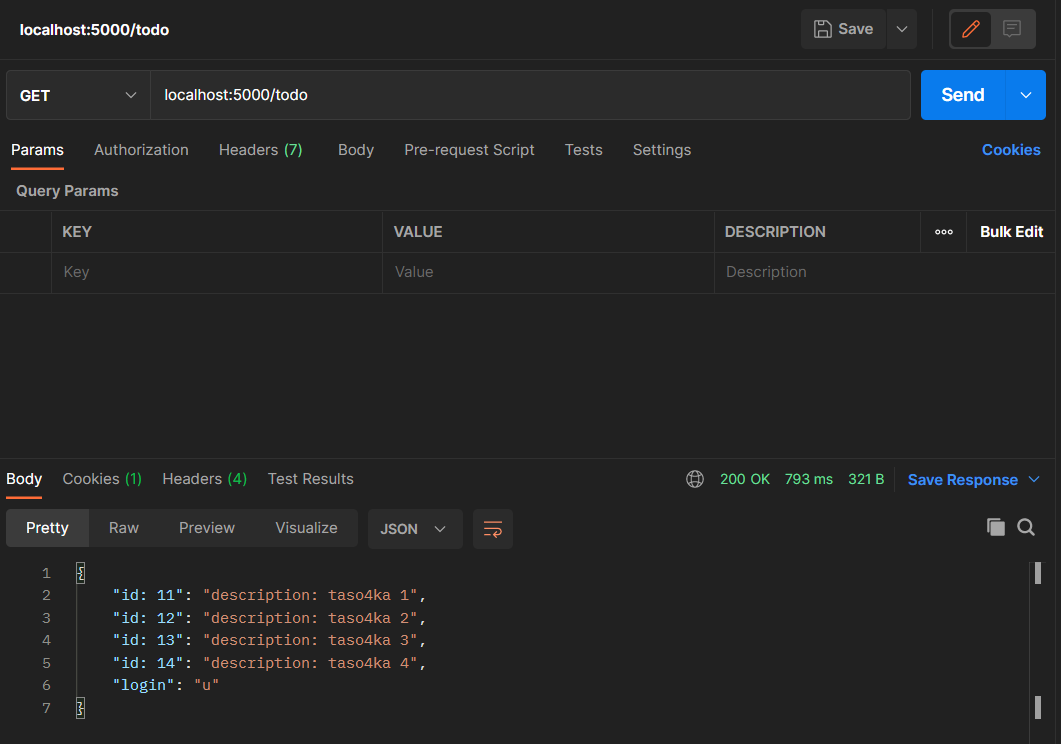 localhost:5000/todo
Save
GET
localhost:5000/todo
Send
Params Authorization Headers (7) Body Pre-request Script Tests Settings Cookies
Query Params
KEY VALUE DESCRIPTION Bulk Edit
Key Value Description
Body Cookies (1) Headers (4) Test Results 200 OK 793 ms 321 B Save Response
Pretty Raw Preview Visualize JSON
1 {
2 "id: 11": "description: taso4ka 1",
3 "id: 12": "description: taso4ka 2",
4 "id: 13": "description: taso4ka 3",
5 "id: 14": "description: taso4ka 4",
6 "login": "u"
7 }